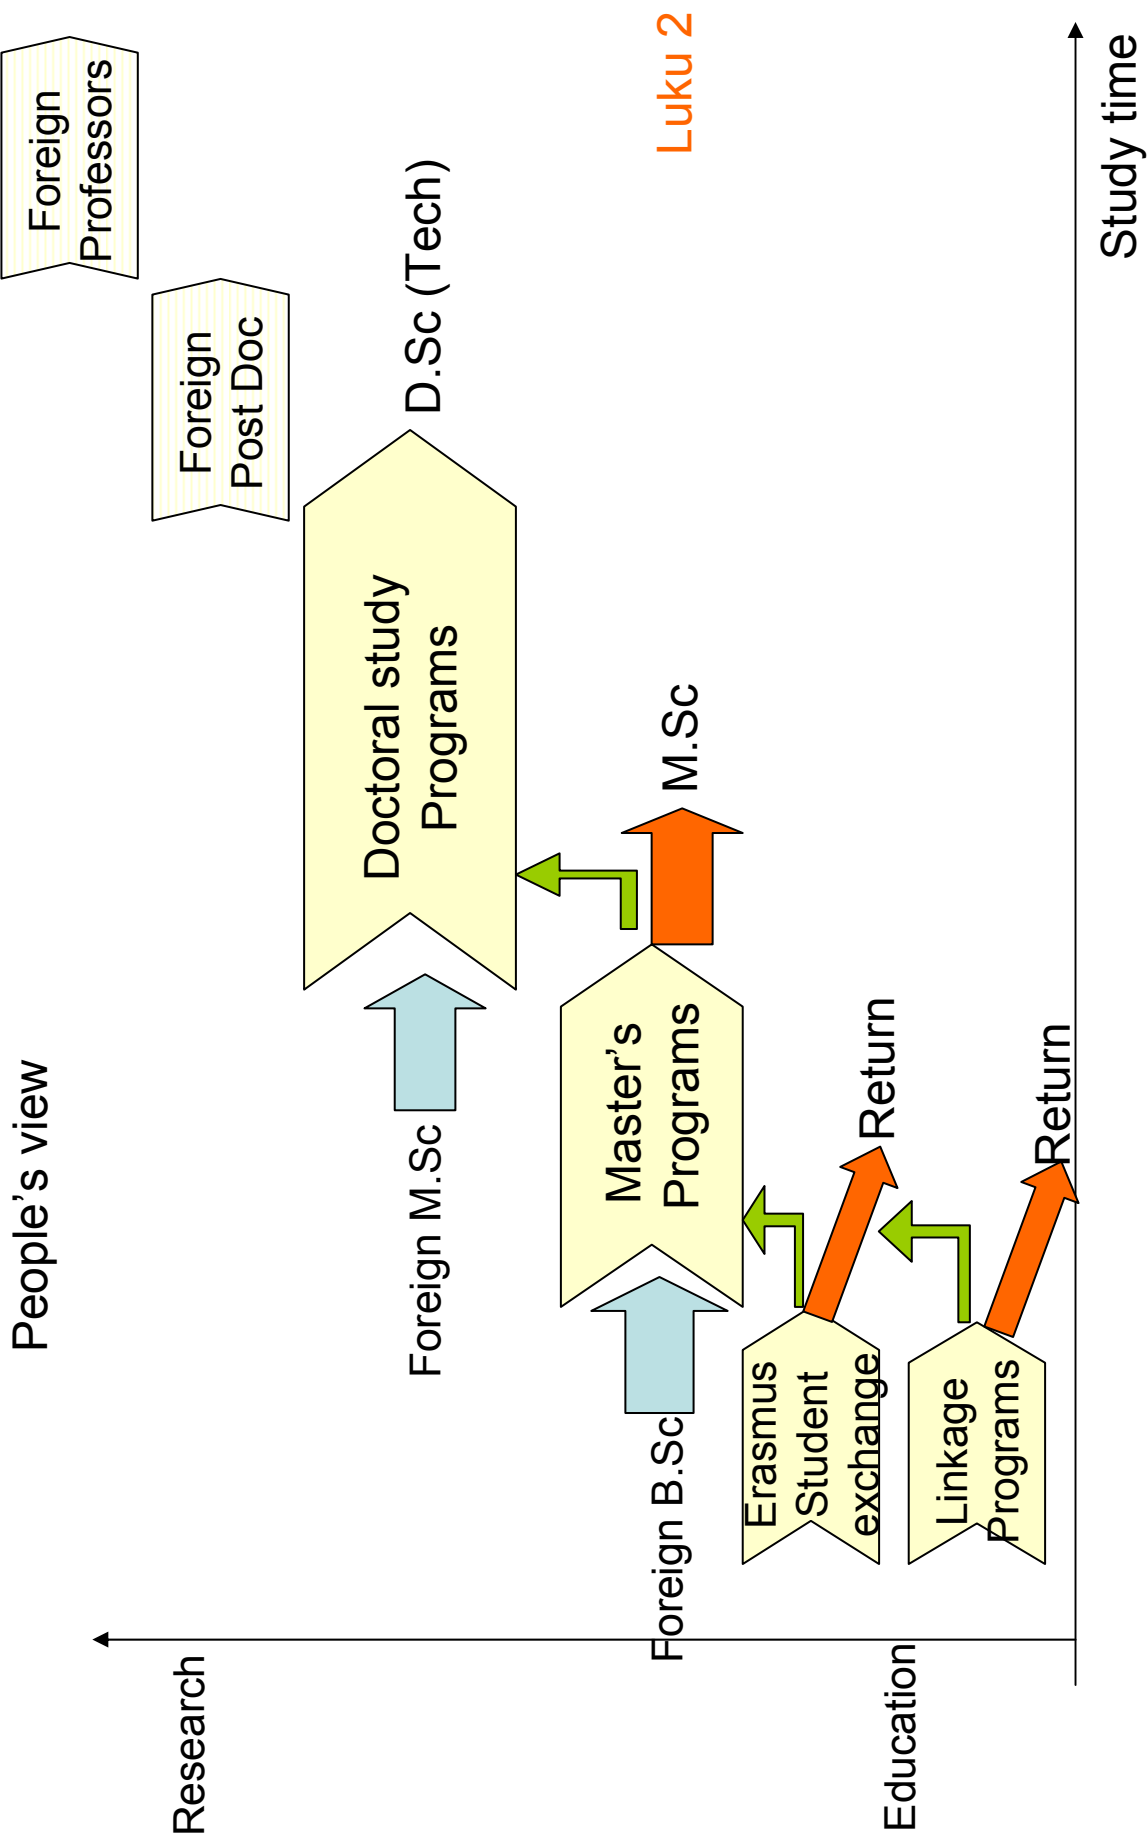 People’s view
Research
Education
Foreign
Professors
Foreign
Post Doc
Doctoral study
Programs
D.Sc (Tech)
Foreign M.Sc
Master’s
Programs
M.Sc
Luku 2
Foreign B.Sc
Erasmus
Student
exchange
Return
Linkage
Programs
Return
Study time